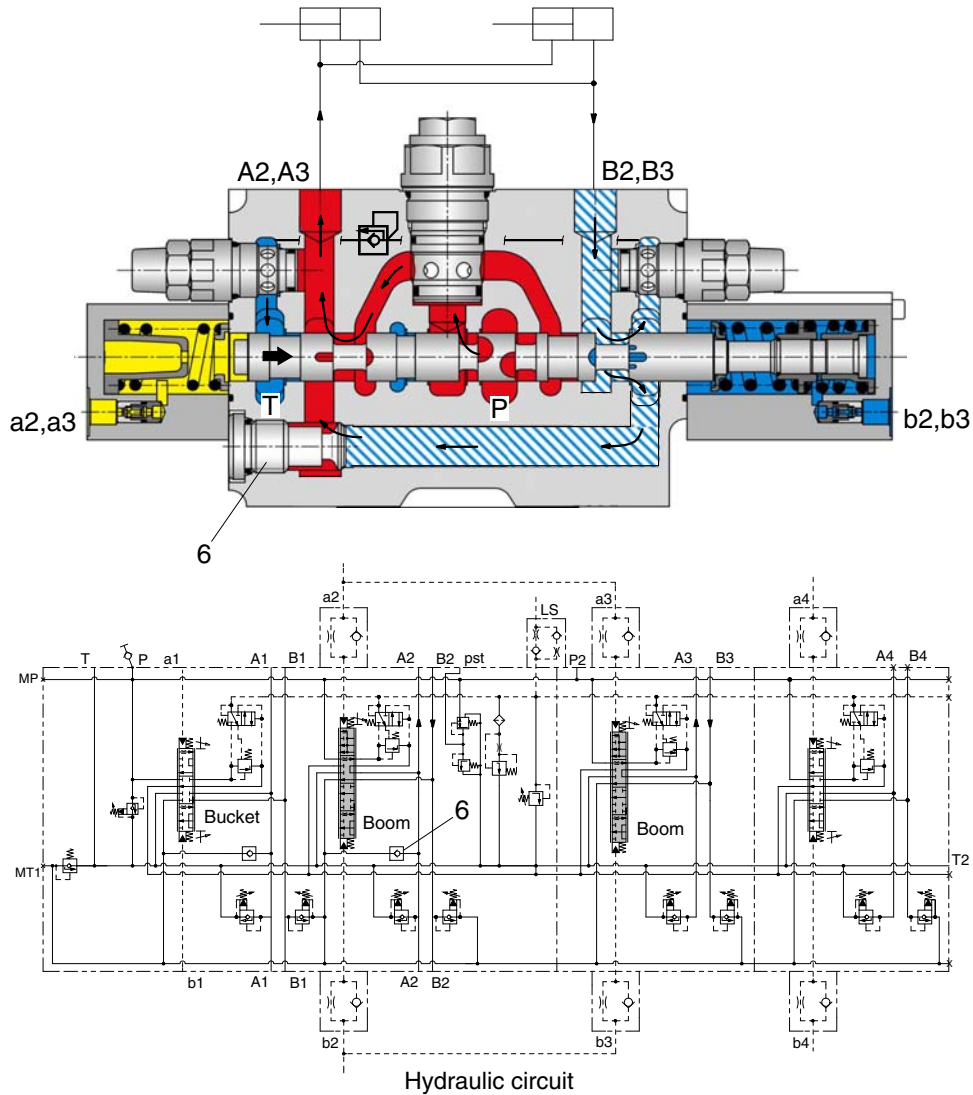 A2,A3
B2,B3
T
P
a2,a3
b2,b3
6
a2
LS
a3
a4
T
P
a1
A1
B1
A2
B2
pst
P2
A3
B3
A4
B4
MP
Bucket
Boom
6
Boom
MT1
T2
b1
A1
B1
A2
B2
b2
b3
b4
Hydraulic circuit